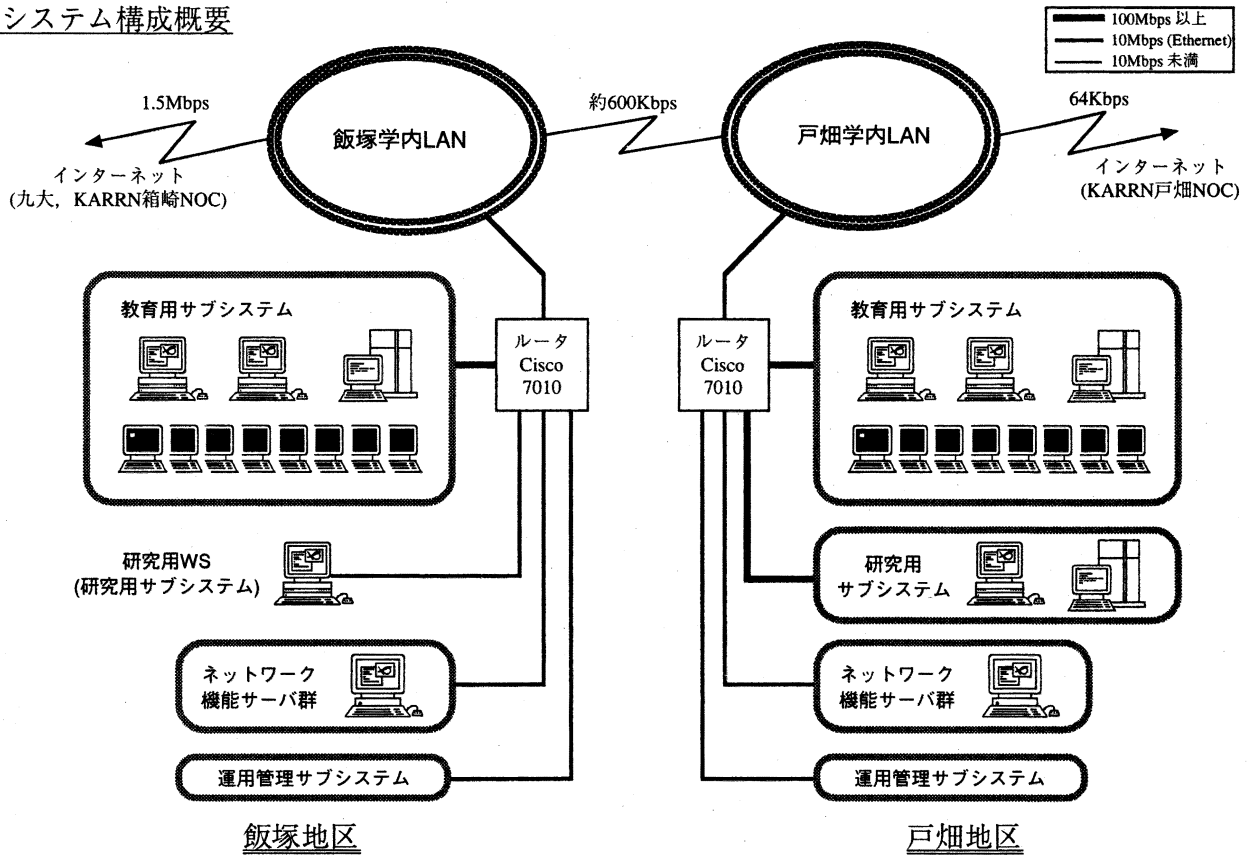 システム構成概要
100Mbps 以上
10Mbps (Ethernet)
10Mbps 未満
1.5Mbps
約600Kbps
64Kbps
飯塚学内LAN
戸畑学内LAN
インターネット
(九大, KARRN箱崎NOC)
インターネット
(KARRN戸畑NOC)
教育用サブシステム
ルータ
Cisco
7010
ルータ
Cisco
7010
教育用サブシステム
研究用WS
(研究用サブシステム)
研究用
サブシステム
ネットワーク
機能サーバ群
ネットワーク
機能サーバ群
運用管理サブシステム
運用管理サブシステム
飯塚地区
戸畑地区